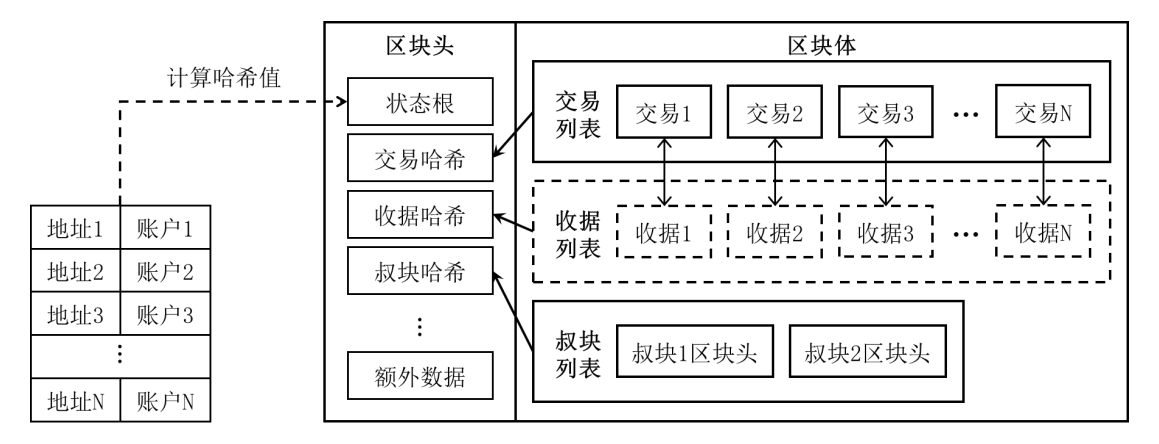 区块头
区块体
计算哈希值
状态根
交易哈希
收据哈希
叔块哈希
⋮
额外数据
交易
列表
交易1 交易2 交易3 … 交易N
收据
列表
收据1 收据2 收据3 … 收据N
叔块
列表
叔块1区块头 叔块2区块头
地址1 账户1
地址2 账户2
地址3 账户3
⋮
地址N 账户N